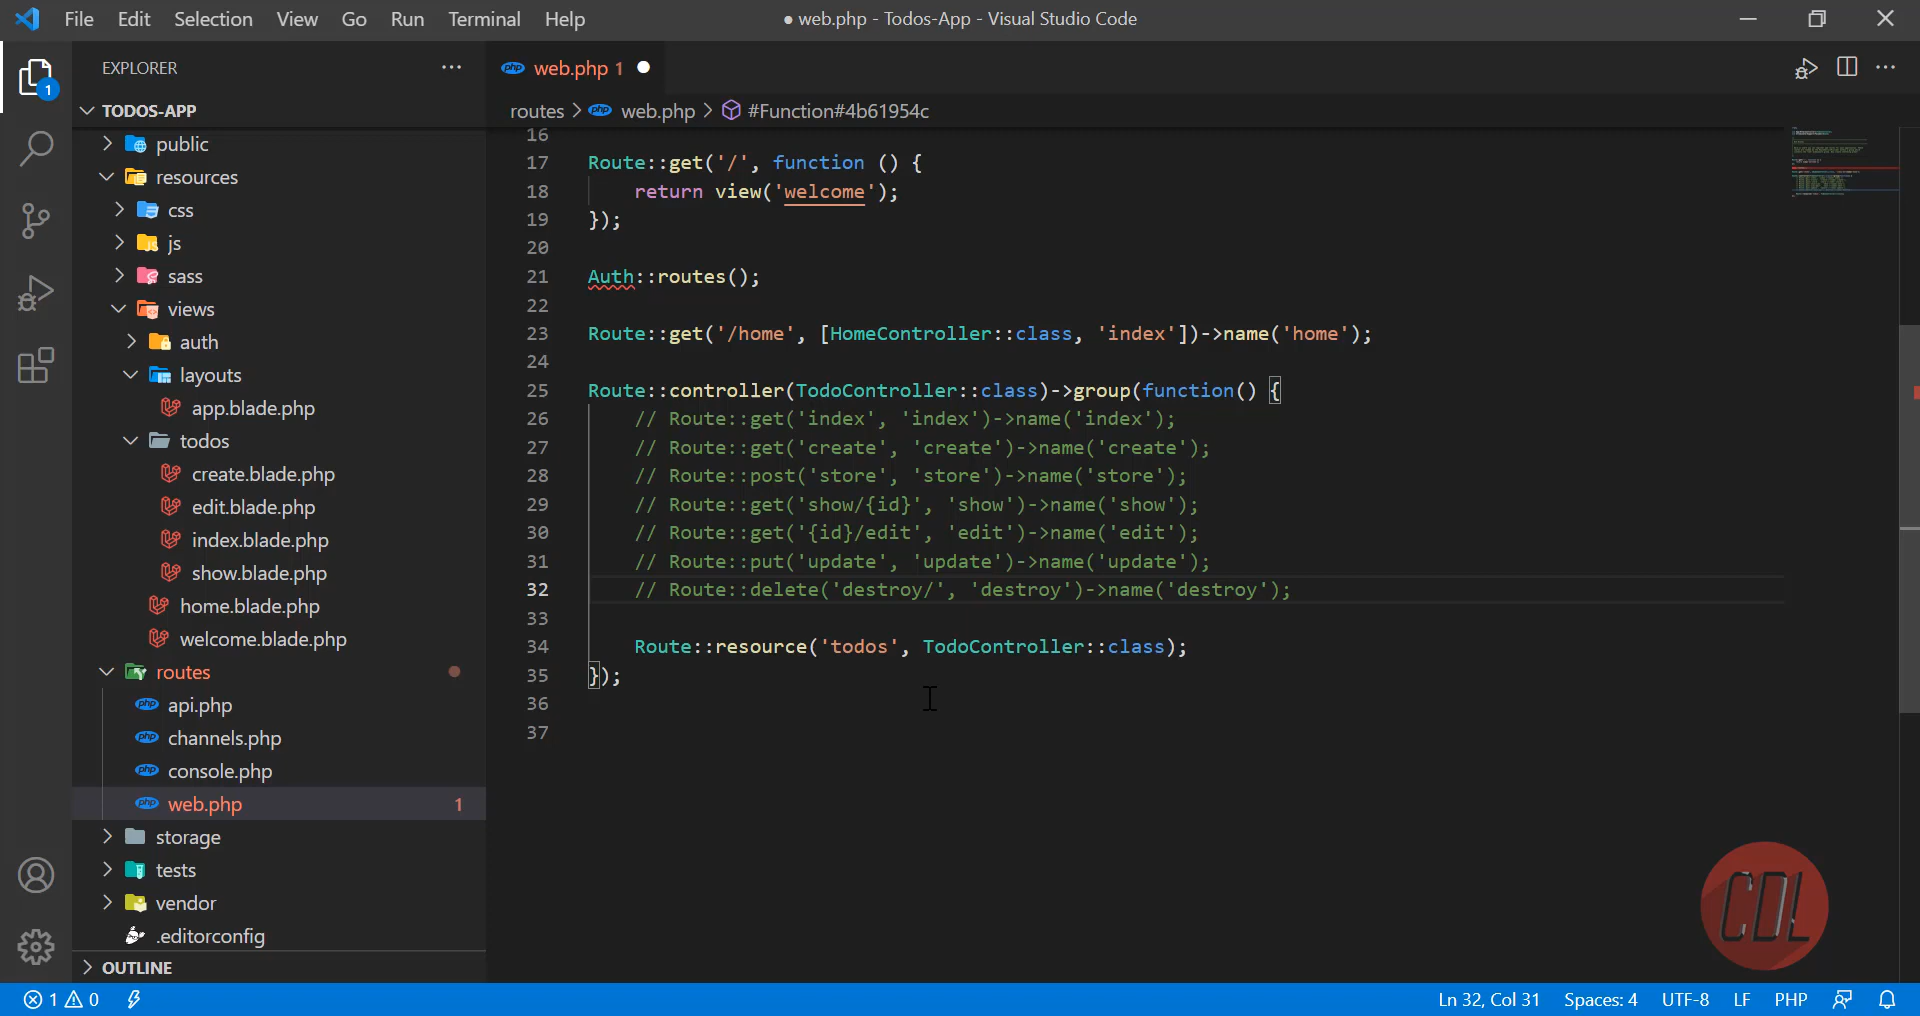 File Edit Selection View Go Run Terminal Help
● web.php - Todos-App - Visual Studio Code
EXPLORER
TODOS-APP
public
resources
css
js
sass
views
auth
layouts
app.blade.php
todos
create.blade.php
edit.blade.php
index.blade.php
show.blade.php
home.blade.php
welcome.blade.php
routes
api.php
channels.php
console.php
web.php 1
storage
tests
vendor
.editorconfig
OUTLINE
1
php web.php 1 ●
routes > php web.php > #Function#4b61954c
16
17 Route::get('/', function () {
18     return view('welcome');
19 });
20
21 Auth::routes();
22
23 Route::get('/home', [HomeController::class, 'index'])->name('home');
24
25 Route::controller(TodoController::class)->group(function() {
26     // Route::get('index', 'index')->name('index');
27     // Route::get('create', 'create')->name('create');
28     // Route::post('store', 'store')->name('store');
29     // Route::get('show/{id}', 'show')->name('show');
30     // Route::get('{id}/edit', 'edit')->name('edit');
31     // Route::put('update', 'update')->name('update');
32     // Route::delete('destroy/', 'destroy')->name('destroy');
33
34     Route::resource('todos', TodoController::class);
35 });
36
37
CDL
1 0
Ln 32, Col 31 Spaces: 4 UTF-8 LF PHP